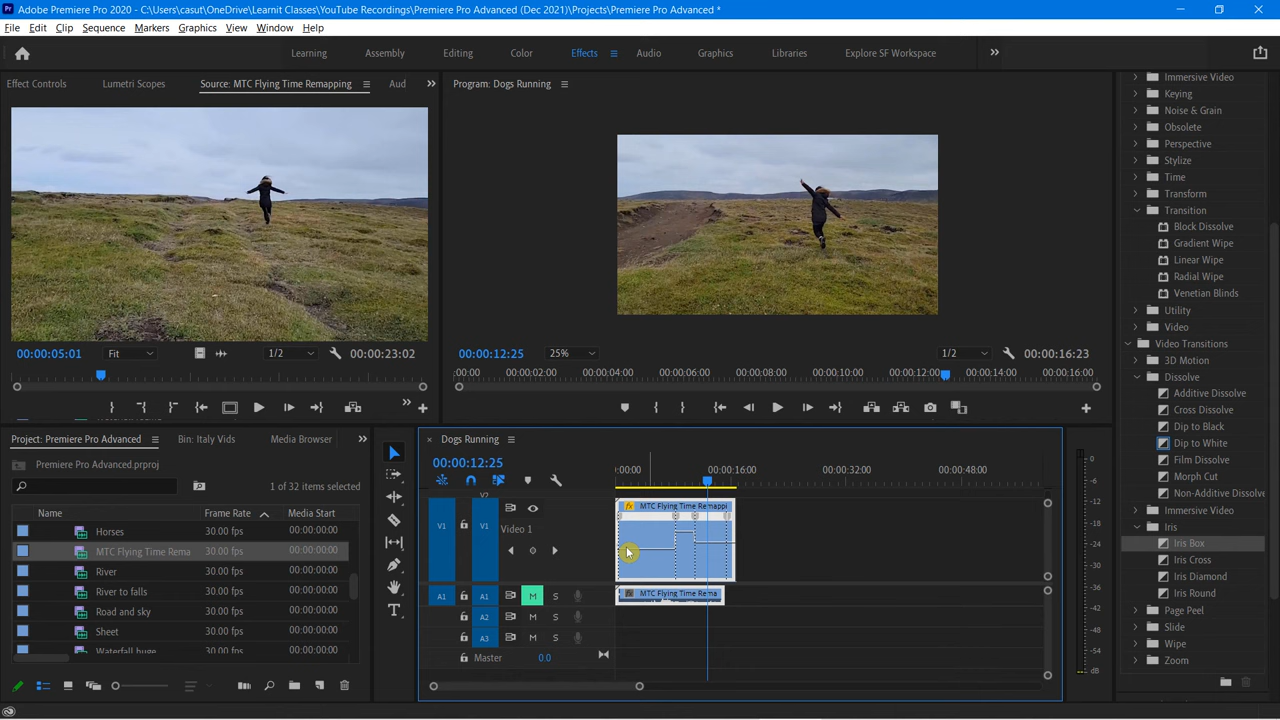 Adobe Premiere Pro 2020 - C:\Users\casut\OneDrive\Learnit Classes\YouTube Recordings\Premiere Pro Advanced (Dec 2021)\Projects\Premiere Pro Advanced *
File Edit Clip Sequence Markers Graphics View Window Help
Learning Assembly Editing Color Effects Audio Graphics Libraries Explore SF Workspace
Effect Controls Lumetri Scopes Source: MTC Flying Time Remapping Aud
Program: Dogs Running
00:00:05:01 Fit 1/2 00:00:23:02
00:00:12:25 25% 1/2 00:00:16:23
:00:00 00:00:02:00 00:00:04:00 00:00:06:00 00:00:08:00 00:00:10:00 00:00:12:00 00:00:14:00 00:00:16:00
Project: Premiere Pro Advanced Bin: Italy Vids Media Browser
Premiere Pro Advanced.prproj
1 of 32 items selected
Name Frame Rate Media Start
Horses 30.00 fps 00:00:00:00
MTC Flying Time Rema 30.00 fps 00:00:00:00
River 30.00 fps 00:00:00:00
River to falls 30.00 fps 00:00:00:00
Road and sky 30.00 fps 00:00:00:00
Sheet 30.00 fps 00:00:00:00
Waterfall huge
Dogs Running
00:00:12:25
:00:00 00:00:16:00 00:00:32:00 00:00:48:00
V2
V1 V1 Video 1
MTC Flying Time Remappi
A1 A1 M S
MTC Flying Time Rema
A2 M S
A3 M S
Master 0.0
0
-6
-12
-18
-24
-30
-36
-42
-48
-54
dB
Immersive Video
Keying
Noise & Grain
Obsolete
Perspective
Stylize
Time
Transform
Transition
Block Dissolve
Gradient Wipe
Linear Wipe
Radial Wipe
Venetian Blinds
Utility
Video
Video Transitions
3D Motion
Dissolve
Additive Dissolve
Cross Dissolve
Dip to Black
Dip to White
Film Dissolve
Morph Cut
Non-Additive Dissolve
Immersive Video
Iris
Iris Box
Iris Cross
Iris Diamond
Iris Round
Page Peel
Slide
Wipe
Zoom